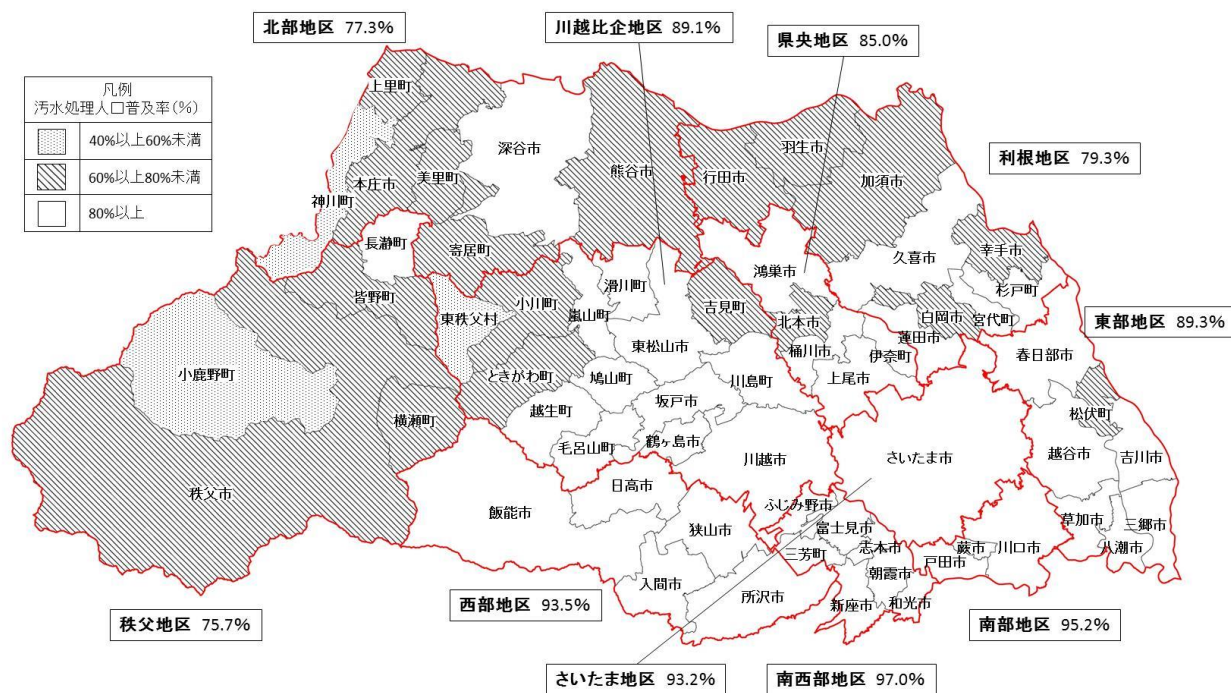 北部地区 77.3%
川越比企地区 89.1%
県央地区 85.0%
凡例
汚水処理人口普及率(%)
40%以上60%未満
60%以上80%未満
80%以上
利根地区 79.3%
東部地区 89.3%
上里町
深谷市
本庄市
美里町
神川町
熊谷市
行田市
羽生市
加須市
長瀞町
寄居町
久喜市
幸手市
杉戸町
鴻巣市
皆野町
東秩父村
小川町
嵐山町
滑川町
吉見町
北本市
白岡市
宮代町
蓮田市
桶川市
伊奈町
春日部市
東松山市
小鹿野町
ときがわ町
鳩山町
川島町
上尾市
横瀬町
越生町
坂戸市
松伏町
毛呂山町
鶴ヶ島市
川越市
さいたま市
越谷市
吉川市
秩父市
日高市
飯能市
ふじみ野市
狭山市
富士見市
三芳町
志木市
蕨市
川口市
戸田市
草加市
三郷市
八潮市
入間市
朝霞市
所沢市
新座市
和光市
秩父地区 75.7%
西部地区 93.5%
南部地区 95.2%
さいたま地区 93.2%
南西部地区 97.0%